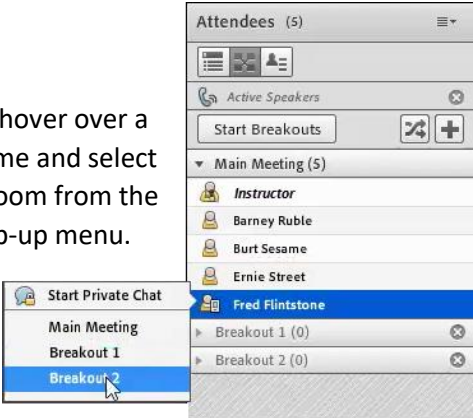 Attendees (5)
Active Speakers
Start Breakouts
Main Meeting (5)
Instructor
Barney Ruble
Burt Sesame
Ernie Street
Fred Flintstone
Breakout 1 (0)
Breakout 2 (0)
hover over a
me and select
oom from the
p-up menu.
Start Private Chat
Main Meeting
Breakout 1
Breakout 2